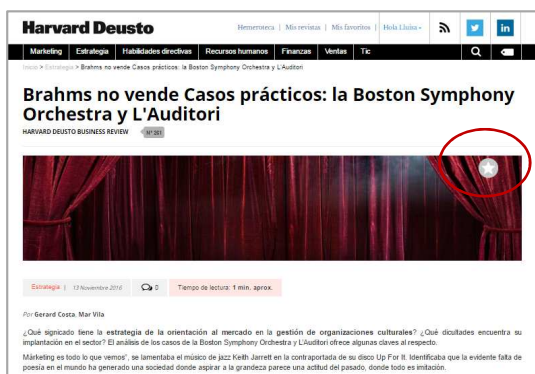 Harvard Deusto
Hemeroteca | Mis revistas | Mis favoritos | Hola Lluïsa
in
Marketing Estrategia Habilidades directivas Recursos humanos Finanzas Ventas Tic
Inicio > Estrategia > Brahms no vende Casos prácticos: la Boston Symphony Orchestra y L'Auditori
Brahms no vende Casos prácticos: la Boston Symphony
Orchestra y L'Auditori
HARVARD DEUSTO BUSINESS REVIEW Nº 261
Estrategia | 13 Noviembre 2016 0 Tiempo de lectura: 1 min. aprox.
Por Gerard Costa, Mar Vila
¿Qué signicado tiene la estrategia de la orientación al mercado en la gestión de organizaciones culturales? ¿Qué dicultades encuentra su
implantación en el sector? El análisis de los casos de la Boston Symphony Orchestra y L'Auditori ofrece algunas claves al respecto.
Márketing es todo lo que vemos", se lamentaba el músico de jazz Keith Jarrett en la contraportada de su disco Up For It. Identificaba que la evidente falta de
poesía en el mundo ha generado una sociedad donde aspirar a la grandeza parece una actitud del pasado, donde todo es imitación.